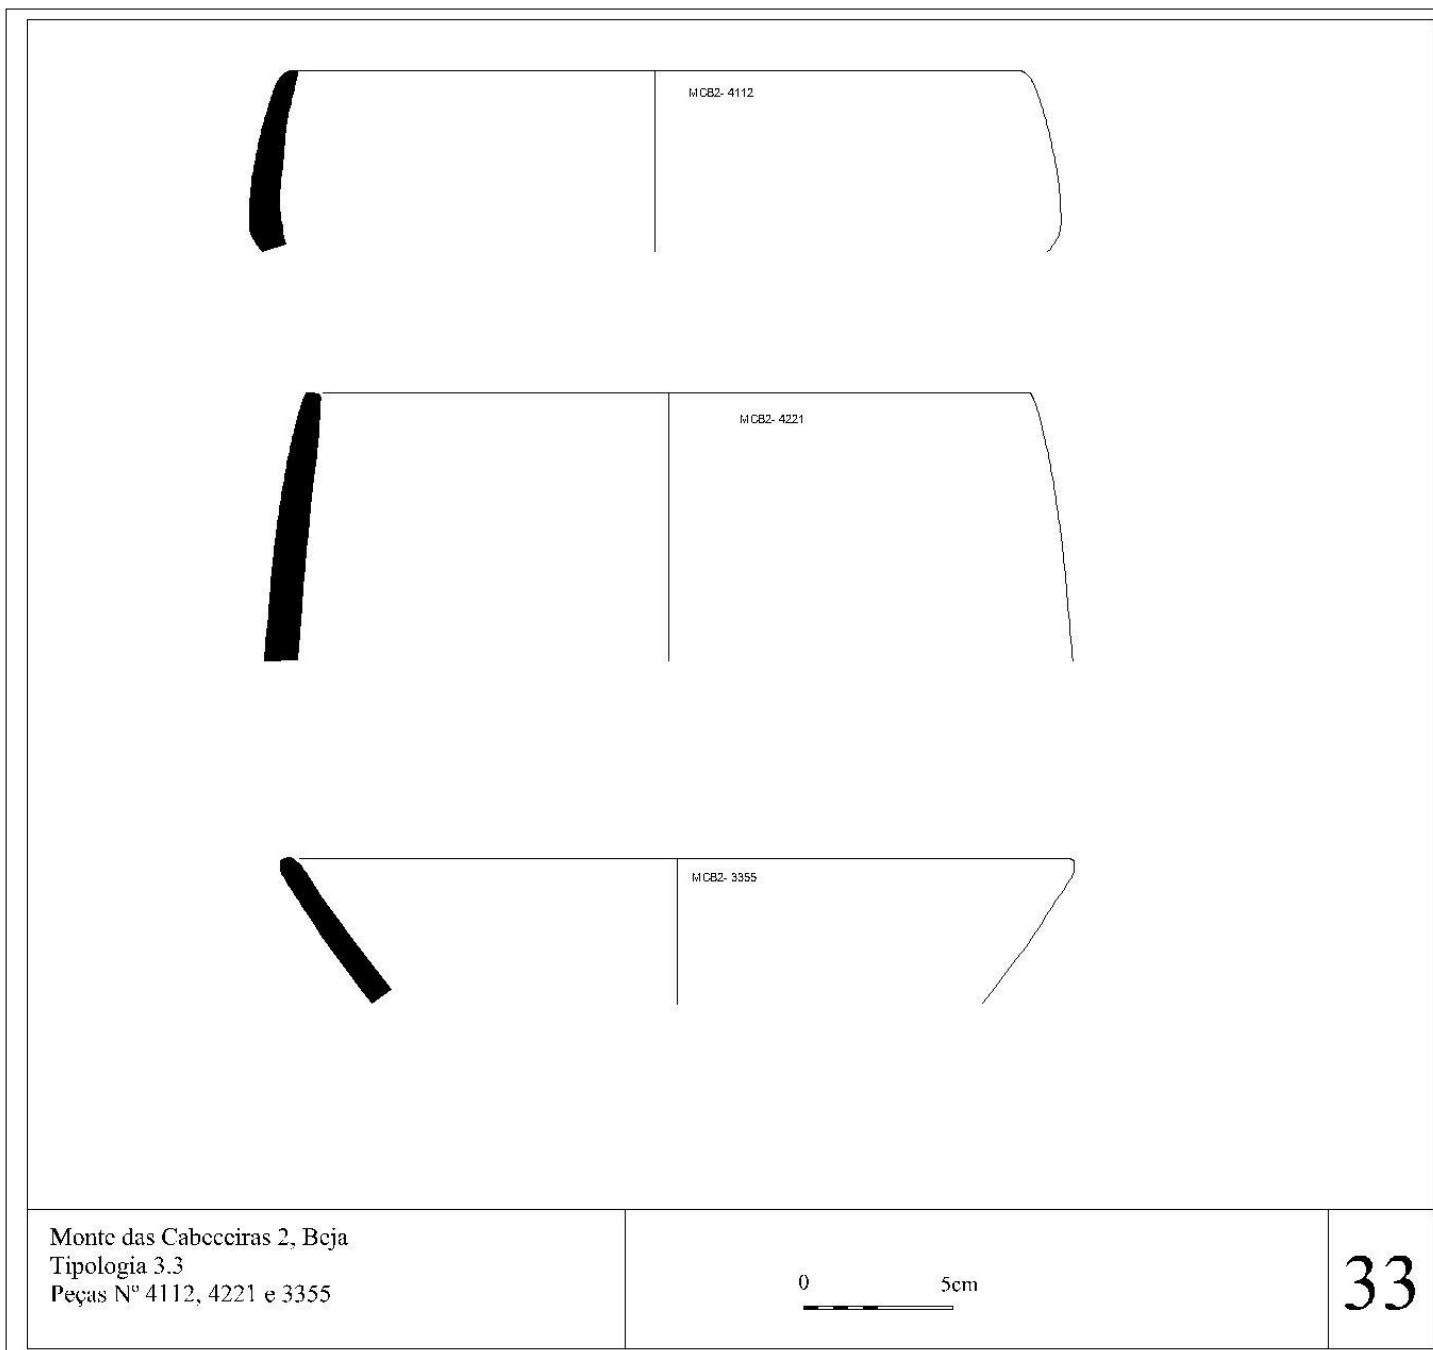 MCB2- 4112
MCB2- 4221
MCB2- 3355
Monte das Cabeceiras 2, Beja
Tipologia 3.3
Peças Nº 4112, 4221 e 3355
0 5cm
33